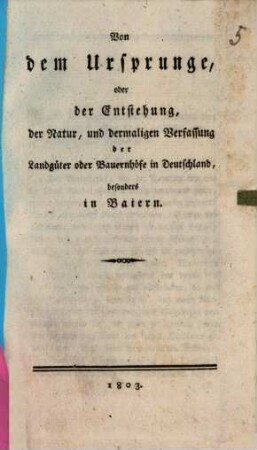 5
Von
dem Ursprunge,
oder
der Entstehung,
der Natur, und dermaligen Verfassung
der
Landgüter oder Bauernhöfe in Deutschland,
besonders
in Baiern.
1803.